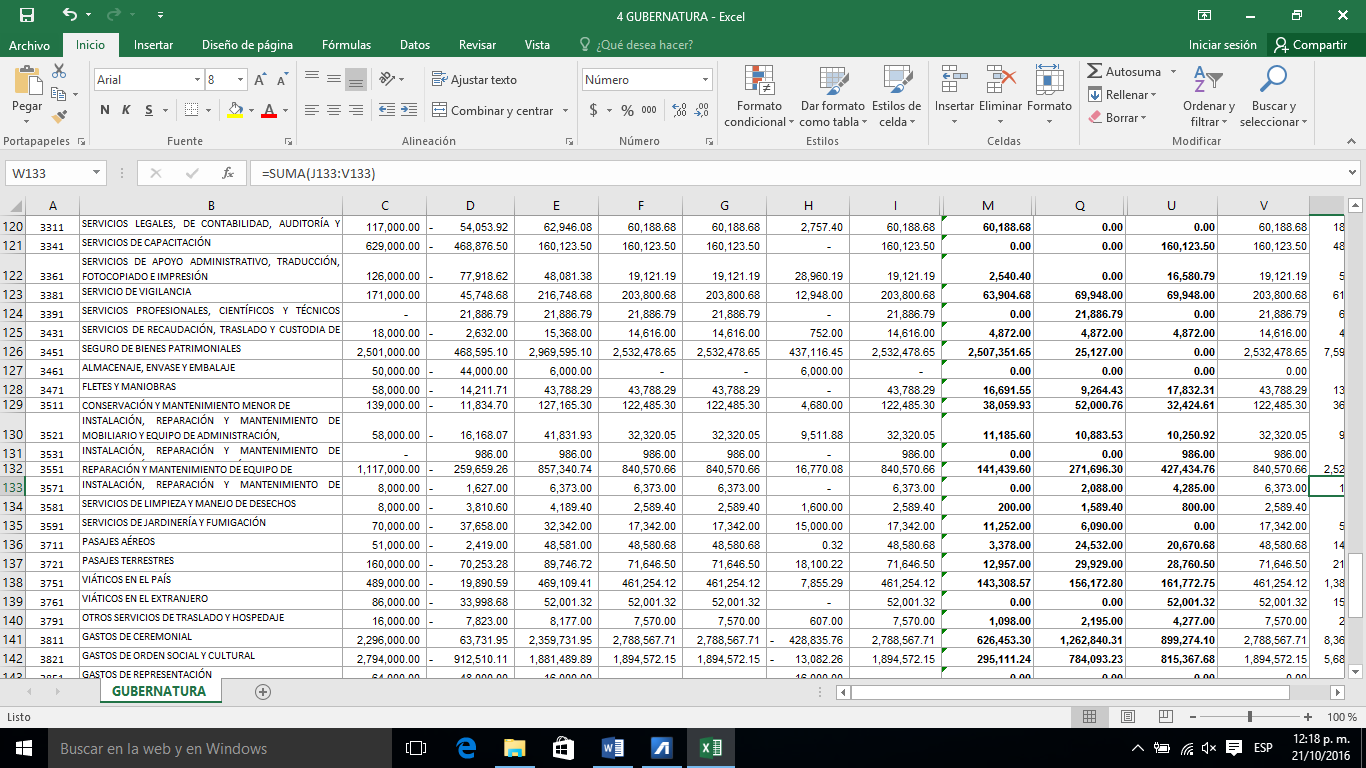 4 GUBERNATURA - Excel
Archivo Inicio Insertar Diseño de página Fórmulas Datos Revisar Vista ¿Qué desea hacer? Iniciar sesión Compartir
Pegar Arial 8 Ajustar texto Número Formato condicional Dar formato como tabla Estilos de celda Insertar Eliminar Formato Autosuma Rellenar Borrar Ordenar y filtrar Buscar y seleccionar
N K S Combinar y centrar $ % 000
Portapapeles Fuente Alineación Número Estilos Celdas Modificar
W133 fx =SUMA(J133:V133)
A B C D E F G H I M Q U V
120 3311 SERVICIOS LEGALES, DE CONTABILIDAD, AUDITORÍA Y 117,000.00 - 54,053.92 62,946.08 60,188.68 60,188.68 2,757.40 60,188.68 60,188.68 0.00 0.00 60,188.68 18
121 3341 SERVICIOS DE CAPACITACIÓN 629,000.00 - 468,876.50 160,123.50 160,123.50 160,123.50 - 160,123.50 0.00 0.00 160,123.50 160,123.50 48
SERVICIOS DE APOYO ADMINISTRATIVO, TRADUCCIÓN,
122 3361 FOTOCOPIADO E IMPRESIÓN 126,000.00 - 77,918.62 48,081.38 19,121.19 19,121.19 28,960.19 19,121.19 2,540.40 0.00 16,580.79 19,121.19 5
123 3381 SERVICIO DE VIGILANCIA 171,000.00 45,748.68 216,748.68 203,800.68 203,800.68 12,948.00 203,800.68 63,904.68 69,948.00 69,948.00 203,800.68 61
124 3391 SERVICIOS PROFESIONALES, CIENTÍFICOS Y TÉCNICOS - 21,886.79 21,886.79 21,886.79 21,886.79 - 21,886.79 0.00 21,886.79 0.00 21,886.79 6
125 3431 SERVICIOS DE RECAUDACIÓN, TRASLADO Y CUSTODIA DE 18,000.00 - 2,632.00 15,368.00 14,616.00 14,616.00 752.00 14,616.00 4,872.00 4,872.00 4,872.00 14,616.00 4
126 3451 SEGURO DE BIENES PATRIMONIALES 2,501,000.00 468,595.10 2,969,595.10 2,532,478.65 2,532,478.65 437,116.45 2,532,478.65 2,507,351.65 25,127.00 0.00 2,532,478.65 7,59
127 3461 ALMACENAJE, ENVASE Y EMBALAJE 50,000.00 - 44,000.00 6,000.00 - - 6,000.00 - 0.00 0.00 0.00 0.00
128 3471 FLETES Y MANIOBRAS 58,000.00 - 14,211.71 43,788.29 43,788.29 43,788.29 - 43,788.29 16,691.55 9,264.43 17,832.31 43,788.29 13
129 3511 CONSERVACIÓN Y MANTENIMIENTO MENOR DE 139,000.00 - 11,834.70 127,165.30 122,485.30 122,485.30 4,680.00 122,485.30 38,059.93 52,000.76 32,424.61 122,485.30 36
INSTALACIÓN, REPARACIÓN Y MANTENIMIENTO DE
130 3521 MOBILIARIO Y EQUIPO DE ADMINISTRACIÓN, 58,000.00 - 16,168.07 41,831.93 32,320.05 32,320.05 9,511.88 32,320.05 11,185.60 10,883.53 10,250.92 32,320.05 9
131 3531 INSTALACIÓN, REPARACIÓN Y MANTENIMIENTO DE - 986.00 986.00 986.00 986.00 - 986.00 0.00 0.00 986.00 986.00
132 3551 REPARACIÓN Y MANTENIMIENTO DE EQUIPO DE 1,117,000.00 - 259,659.26 857,340.74 840,570.66 840,570.66 16,770.08 840,570.66 141,439.60 271,696.30 427,434.76 840,570.66 2,52
133 3571 INSTALACIÓN, REPARACIÓN Y MANTENIMIENTO DE 8,000.00 - 1,627.00 6,373.00 6,373.00 6,373.00 - 6,373.00 0.00 2,088.00 4,285.00 6,373.00 1
134 3581 SERVICIOS DE LIMPIEZA Y MANEJO DE DESECHOS 8,000.00 - 3,810.60 4,189.40 2,589.40 2,589.40 1,600.00 2,589.40 200.00 1,589.40 800.00 2,589.40
135 3591 SERVICIOS DE JARDINERÍA Y FUMIGACIÓN 70,000.00 - 37,658.00 32,342.00 17,342.00 17,342.00 15,000.00 17,342.00 11,252.00 6,090.00 0.00 17,342.00 5
136 3711 PASAJES AÉREOS 51,000.00 - 2,419.00 48,581.00 48,580.68 48,580.68 0.32 48,580.68 3,378.00 24,532.00 20,670.68 48,580.68 14
137 3721 PASAJES TERRESTRES 160,000.00 - 70,253.28 89,746.72 71,646.50 71,646.50 18,100.22 71,646.50 12,957.00 29,929.00 28,760.50 71,646.50 21
138 3751 VIÁTICOS EN EL PAÍS 489,000.00 - 19,890.59 469,109.41 461,254.12 461,254.12 7,855.29 461,254.12 143,308.57 156,172.80 161,772.75 461,254.12 1,38
139 3761 VIÁTICOS EN EL EXTRANJERO 86,000.00 - 33,998.68 52,001.32 52,001.32 52,001.32 - 52,001.32 0.00 0.00 52,001.32 52,001.32 15
140 3791 OTROS SERVICIOS DE TRASLADO Y HOSPEDAJE 16,000.00 - 7,823.00 8,177.00 7,570.00 7,570.00 607.00 7,570.00 1,098.00 2,195.00 4,277.00 7,570.00 2
141 3811 GASTOS DE CEREMONIAL 2,296,000.00 63,731.95 2,359,731.95 2,788,567.71 2,788,567.71 - 428,835.76 2,788,567.71 626,453.30 1,262,840.31 899,274.10 2,788,567.71 8,36
142 3821 GASTOS DE ORDEN SOCIAL Y CULTURAL 2,794,000.00 - 912,510.11 1,881,489.89 1,894,572.15 1,894,572.15 - 13,082.26 1,894,572.15 295,111.24 784,093.23 815,367.68 1,894,572.15 5,68
GASTOS DE REPRESENTACIÓN
GUBERNATURA
Listo 100 %
Buscar en la web y en Windows ESP 12:18 p. m.
21/10/2016